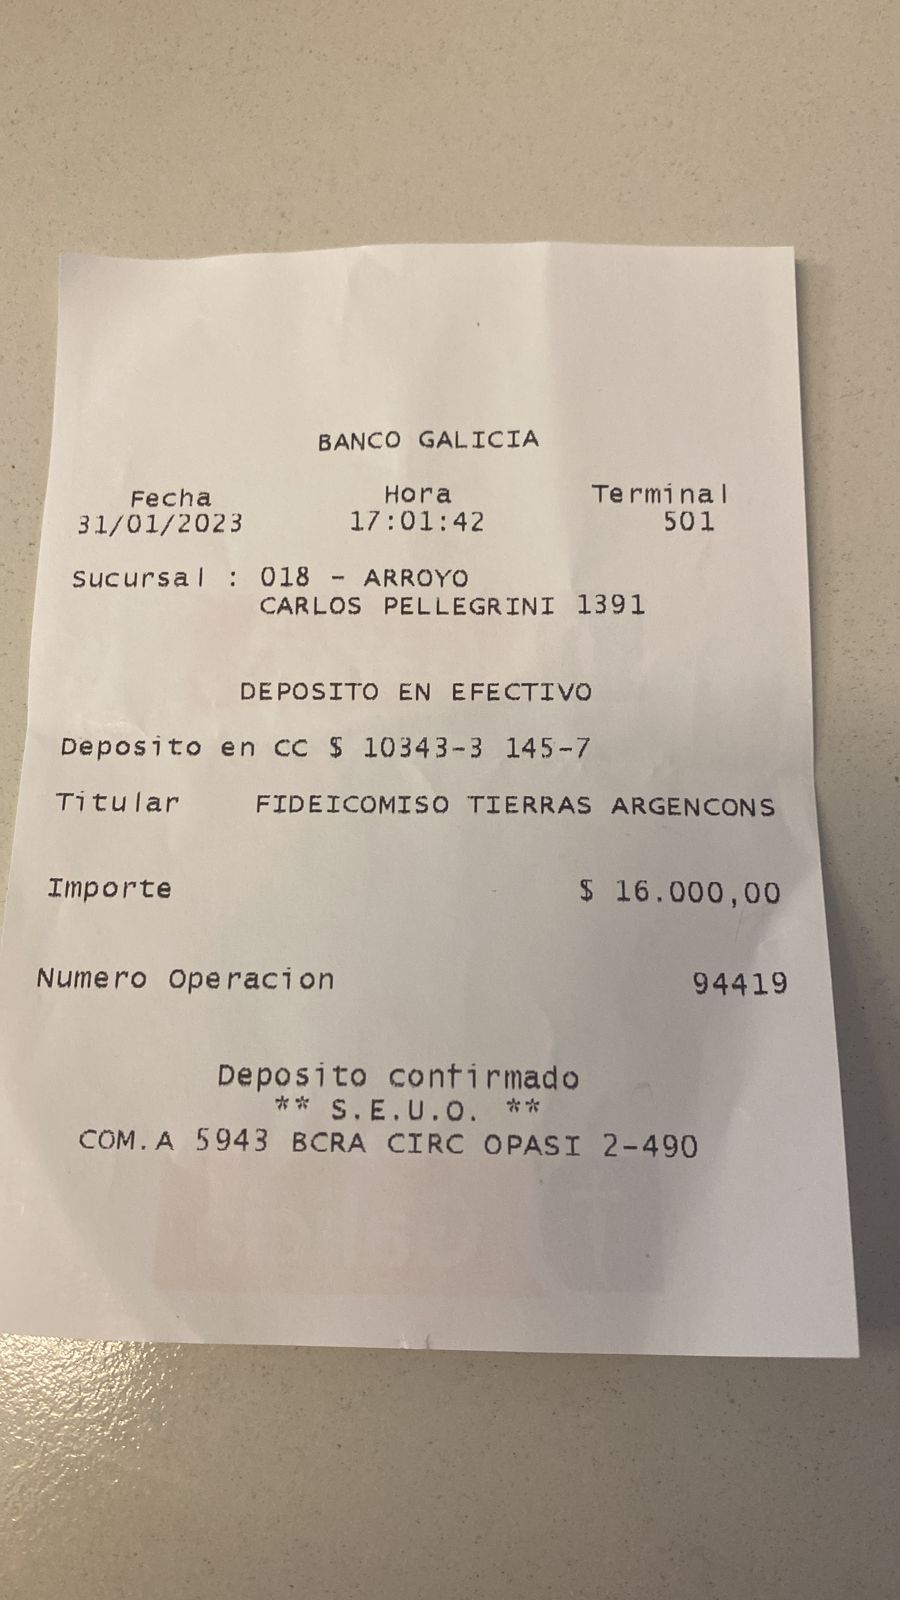 BANCO GALICIA
Fecha Hora Terminal
31/01/2023 17:01:42 501
Sucursal : 018 - ARROYO
CARLOS PELLEGRINI 1391
DEPOSITO EN EFECTIVO
Deposito en CC $ 10343-3 145-7
Titular FIDEICOMISO TIERRAS ARGENCONS
Importe $ 16.000,00
Numero Operacion 94419
Deposito confirmado
** S.E.U.O. **
COM.A 5943 BCRA CIRC OPASI 2-490